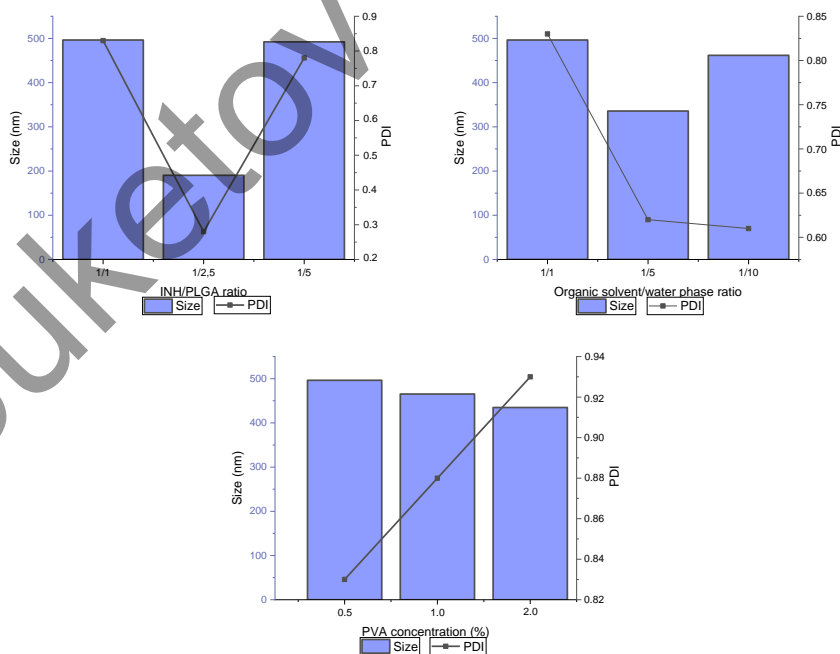 500
400
300
200
100
0
Size (nm)
0.9
0.8
0.7
0.6
0.5
0.4
0.3
0.2
PDI
1/1 1/2,5 1/5
INH/PLGA ratio
Size PDI
500
400
300
200
100
0
Size (nm)
0.85
0.80
0.75
0.70
0.65
0.60
PDI
1/1 1/5 1/10
Organic solvent/water phase ratio
Size PDI
500
400
300
200
100
0
Size (nm)
0.94
0.92
0.90
0.88
0.86
0.84
0.82
PDI
0.5 1.0 2.0
PVA concentration (%)
Size PDI
uketov